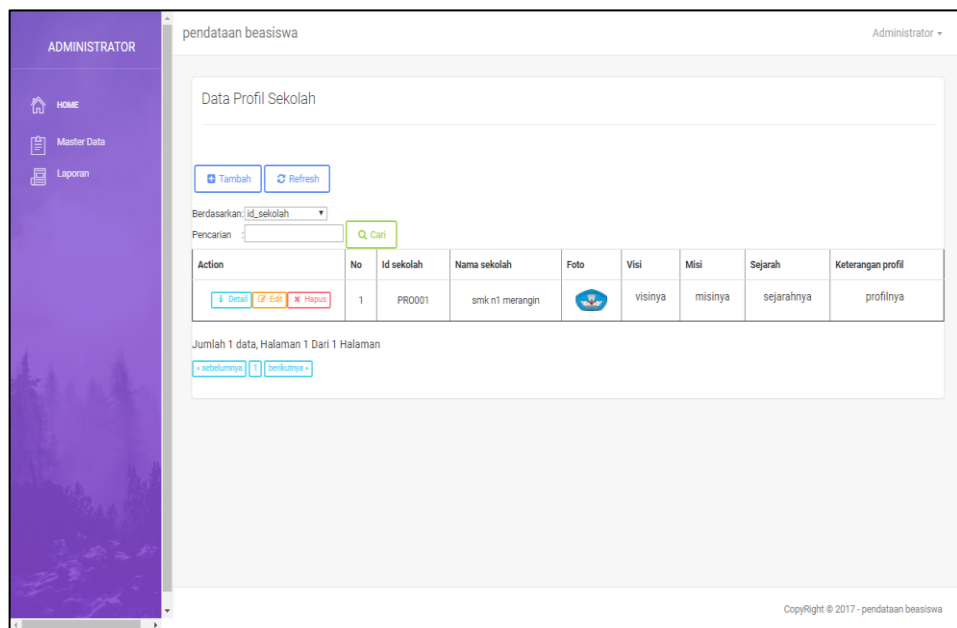 ADMINISTRATOR
HOME
Master Data
Laporan
pendataan beasiswa
Administrator
Data Profil Sekolah
Tambah Refresh
Berdasarkan: id_sekolah
Pencarian : Cari
Action No Id sekolah Nama sekolah Foto Visi Misi Sejarah Keterangan profil
Detail Edit Hapus 1 PRO001 smk n1 merangin visinya misinya sejarahnya profilnya
Jumlah 1 data, Halaman 1 Dari 1 Halaman
« sebelumnya 1 berikutnya »
CopyRight © 2017 - pendataan beasiswa